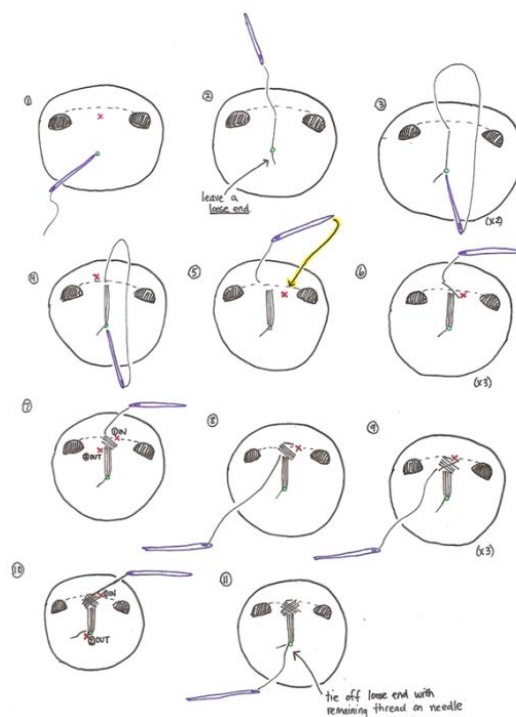 ①
②
leave a
loose end
③
(x2)
④
⑤
⑥
(x3)
⑦
①IN
②OUT
⑧
⑨
(x3)
⑩
①IN
②OUT
⑪
tie off loose end with
remaining thread on needle